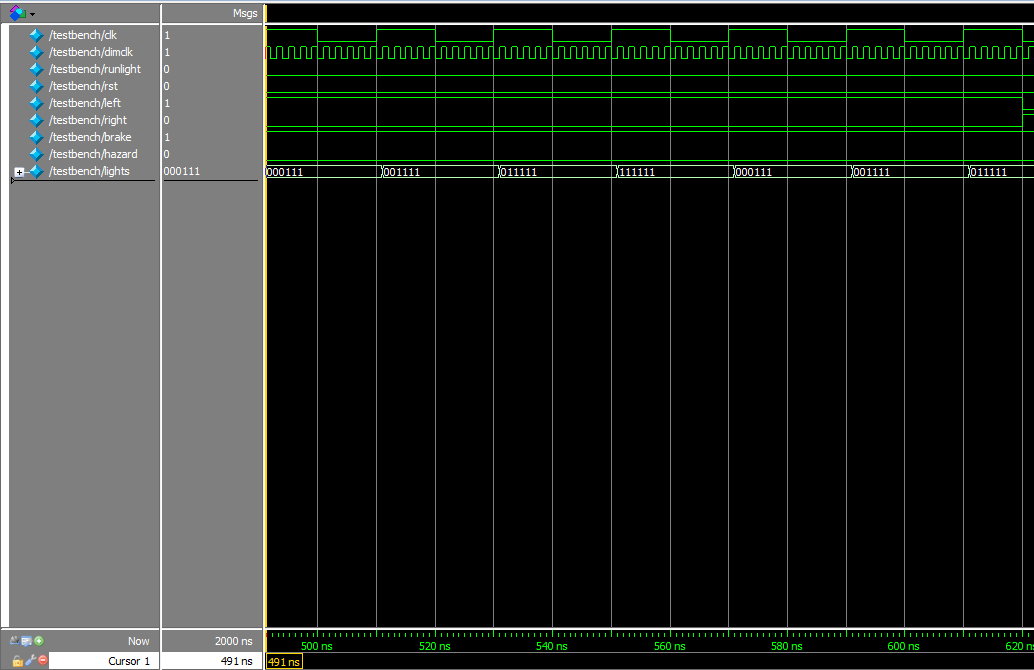 Msgs
/testbench/clk 1
/testbench/dimclk 1
/testbench/runlight 0
/testbench/rst 0
/testbench/left 1
/testbench/right 0
/testbench/brake 1
/testbench/hazard 0
/testbench/lights 000111 000111 001111 011111 111111 000111 001111 011111
Now 2000 ns 500 ns 520 ns 540 ns 560 ns 580 ns 600 ns 620 n
Cursor 1 491 ns 491 ns